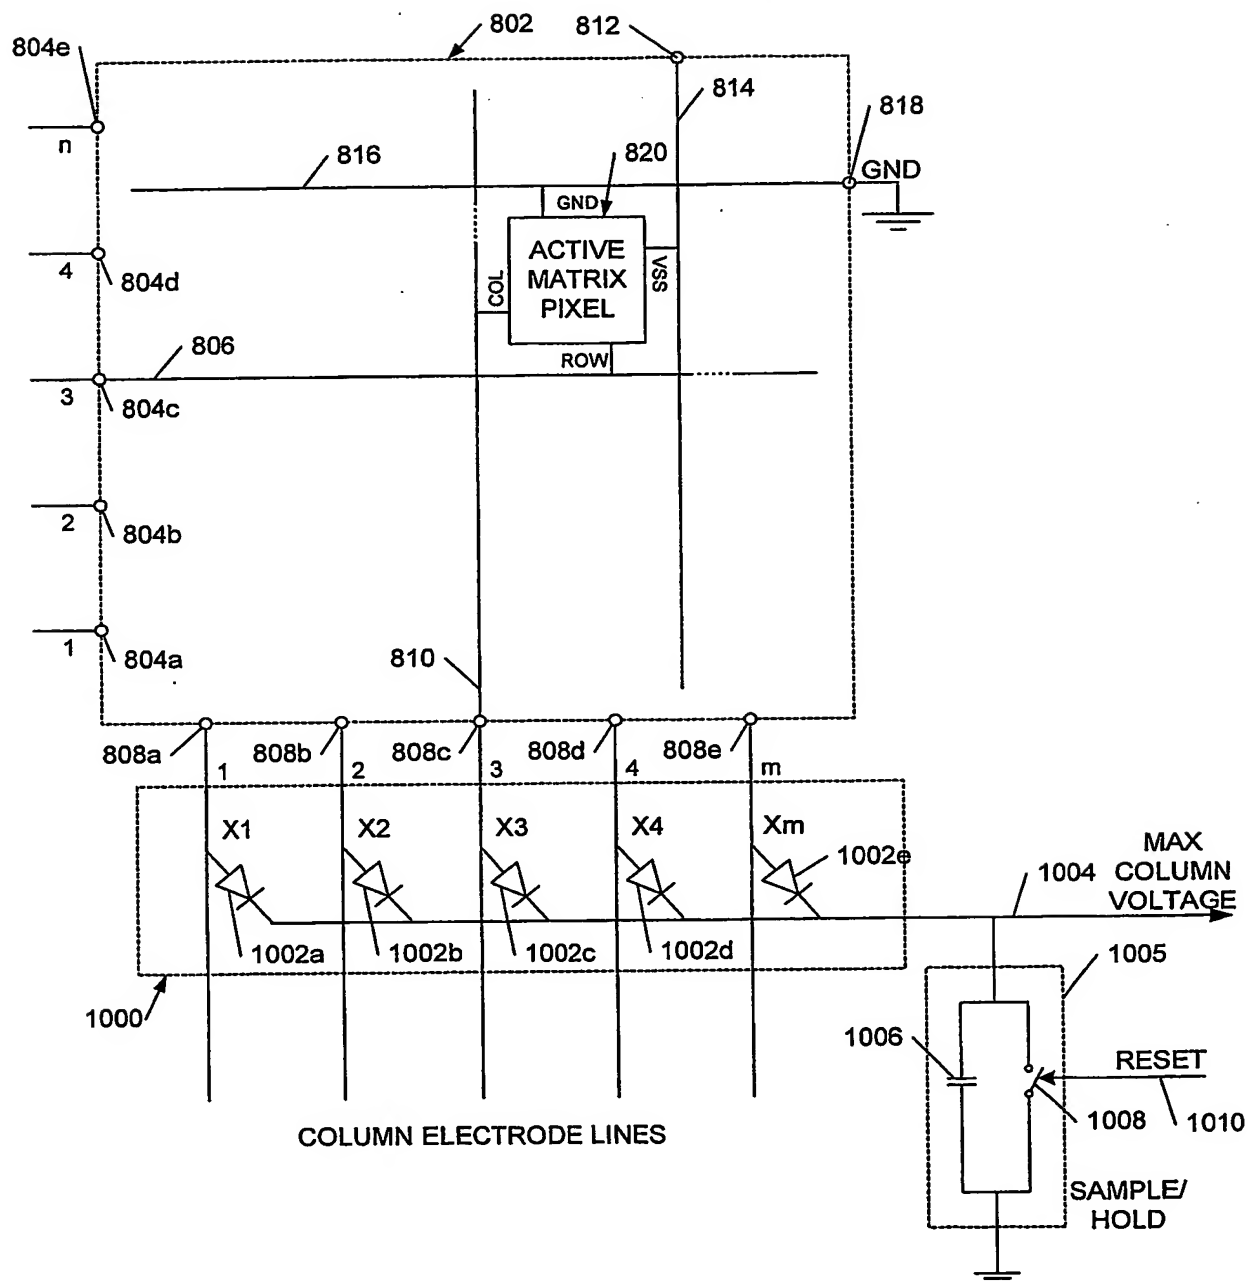 802
812
804e
814
818
n
816
820
GND
GND
ACTIVE
MATRIX
PIXEL
COL
VSS
4
804d
806
ROW
3
804c
2
804b
1
804a
810
808a
808b
808c
808d
808e
1
2
3
4
m
X1
X2
X3
X4
Xm
1002e
1004
MAX
COLUMN
VOLTAGE
1002a
1002b
1002c
1002d
1005
1000
1006
RESET
1008
1010
COLUMN ELECTRODE LINES
SAMPLE/
HOLD